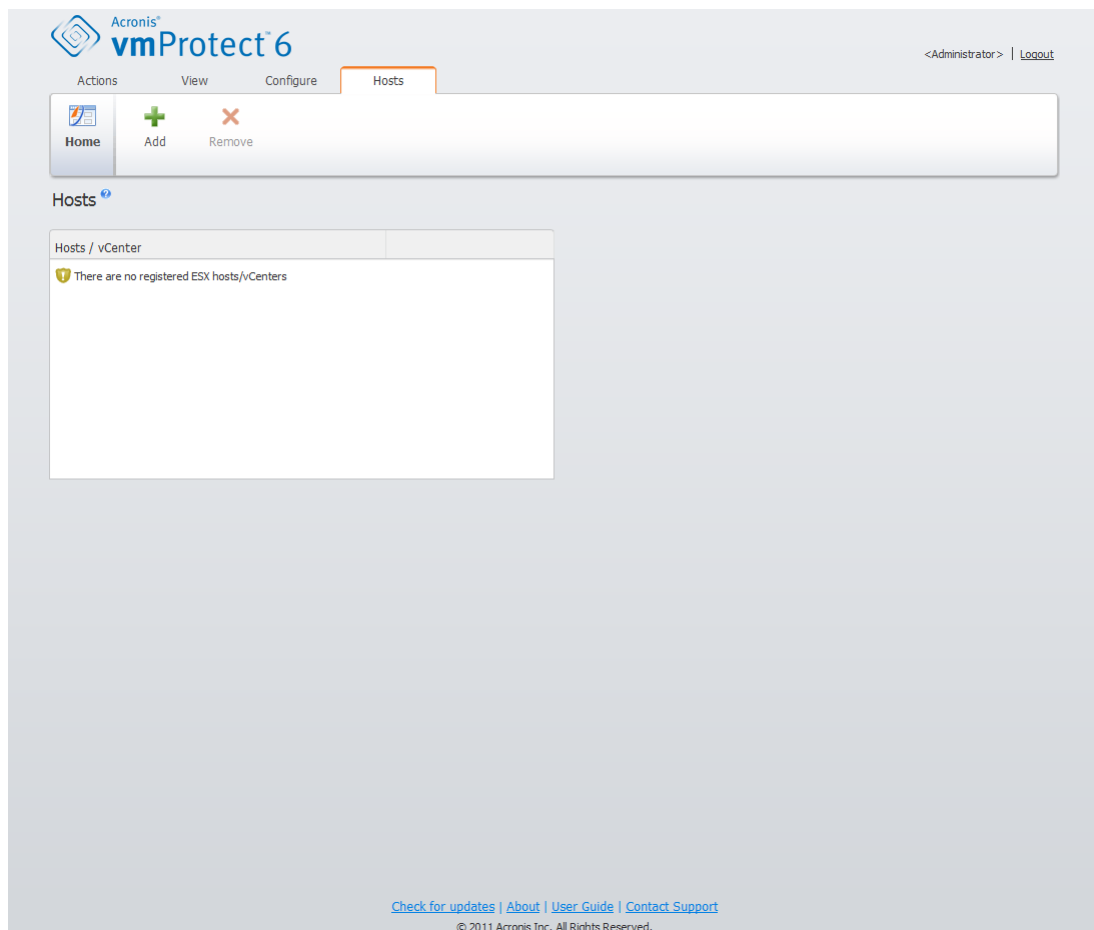 Acronis®
vmProtect™ 6
<Administrator> | Logout
Actions View Configure Hosts
Home Add Remove
Hosts ?
Hosts / vCenter
There are no registered ESX hosts/vCenters
Check for updates | About | User Guide | Contact Support
© 2011 Acronis Inc. All Rights Reserved.